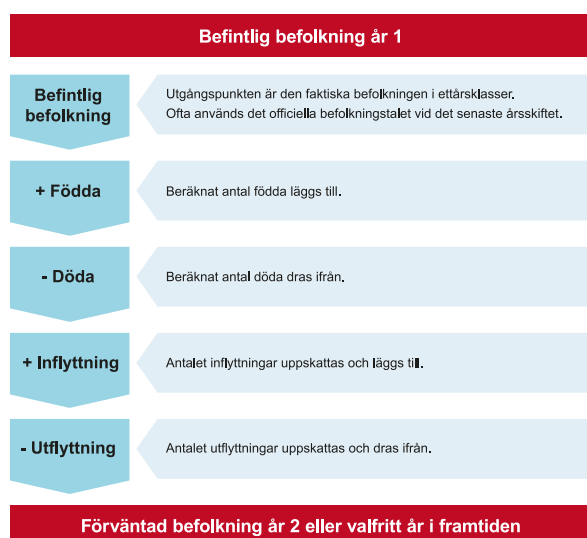 Befintlig befolkning år 1
Befintlig
befolkning
Utgångspunkten är den faktiska befolkningen i ettårsklasser.
Ofta används det officiella befolkningstalet vid det senaste årsskiftet.
+ Födda
Beräknat antal födda läggs till.
- Döda
Beräknat antal döda dras ifrån.
+ Inflyttning
Antalet inflyttningar uppskattas och läggs till.
- Utflyttning
Antalet utflyttningar uppskattas och dras ifrån.
Förväntad befolkning år 2 eller valfritt år i framtiden